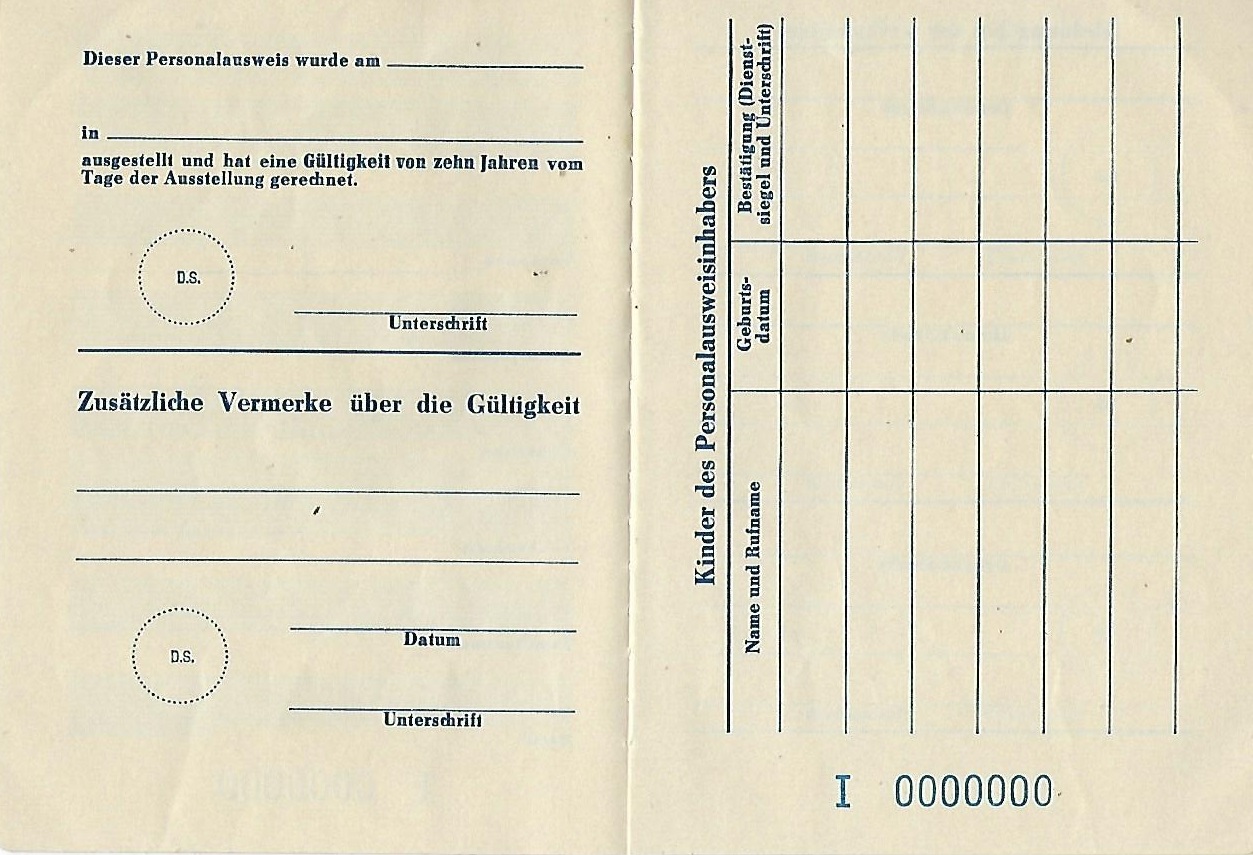 Dieser Personalausweis wurde am
in
ausgestellt und hat eine Gültigkeit von zehn Jahren vom
Tage der Ausstellung gerechnet.
D.S.
Unterschrift
Zusätzliche Vermerke über die Gültigkeit
D.S.
Datum
Unterschrift
Kinder des Personalausweisinhabers
Name und Rufname
Geburts-
datum
Bestätigung (Dienst-
siegel und Unterschrift)
I 0000000